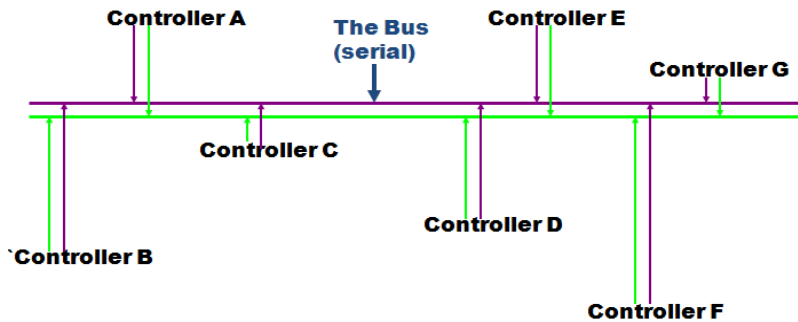 Controller A
The Bus
(serial)
Controller E
Controller G
Controller C
Controller D
`Controller B
Controller F